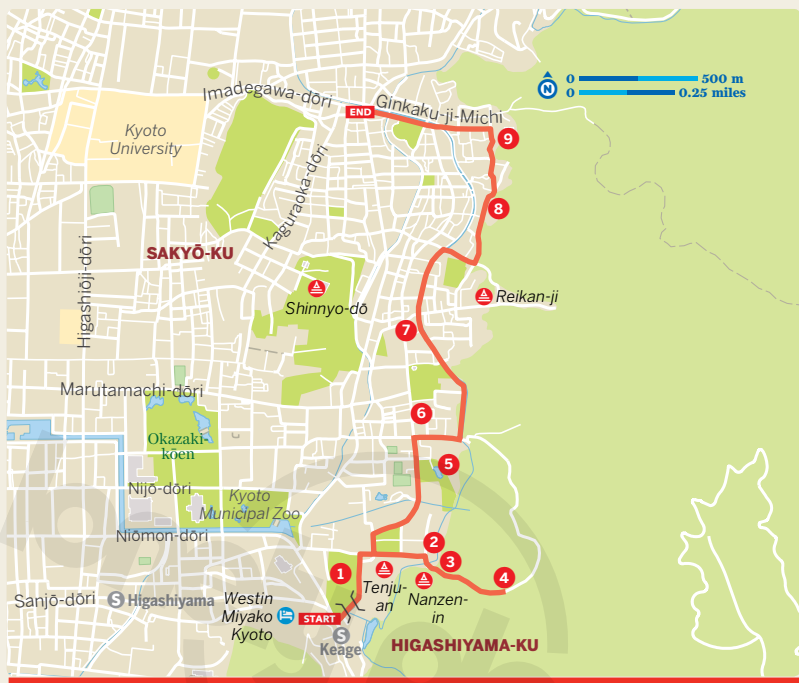 Imadegawa-dōri
END
Ginkaku-ji-Michi
N
0 500 m
0 0.25 miles
Kyoto
University
9
Kaguraoka-dōri
8
SAKYŌ-KU
Higashiōji-dōri
Shinnyo-dō
Reikan-ji
7
Marutamachi-dōri
6
Okazaki-
kōen
5
Nijō-dōri
Kyoto
Municipal Zoo
Niōmon-dōri
2
3
1
4
Tenju-
an
Nanzen-
in
Sanjō-dōri
S Higashiyama
Westin
Miyako
Kyoto
START
S
Keage
HIGASHIYAMA-KU